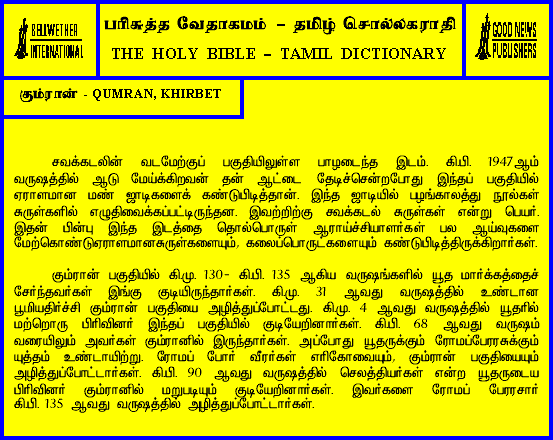 BELLWETHER
INTERNATIONAL
பரிசுத்த வேதாகமம் – தமிழ் சொல்லகராதி
THE HOLY BIBLE – TAMIL DICTIONARY
GOOD NEWS
PUBLISHERS
கும்ரான் - QUMRAN, KHIRBET
சவக்கடலின் வடமேற்குப் பகுதியிலுள்ள பாழடைந்த இடம். கி.பி. 1947ஆம்
வருஷத்தில் ஆடு மேய்க்கிறவன் தன் ஆட்டை தேடிச்சென்றபோது இந்தப் பகுதியில்
ஏராளமான மண் ஜாடிகளைக் கண்டுபிடித்தான். இந்த ஜாடியில் பழங்காலத்து நூல்கள்
சுருள்களில் எழுதிவைக்கப்பட்டிருந்தன. இவற்றிற்கு சவக்கடல் சுருள்கள் என்று பெயர்.
இதன் பின்பு இந்த இடத்தை தொல்பொருள் ஆராய்ச்சியாளர்கள் பல ஆய்வுகளை
மேற்கொண்டுஏராளமானசுருள்களையும், கலைப்பொருட்களையும் கண்டுபிடித்திருக்கிறார்கள்.
கும்ரான் பகுதியில் கி.மு. 130- கி.பி. 135 ஆகிய வருஷங்களில் யூத மார்க்கத்தைச்
சேர்ந்தவர்கள் இங்கு குடியிருந்தார்கள். கி.மு. 31 ஆவது வருஷத்தில் உண்டான
பூமியதிர்ச்சி கும்ரான் பகுதியை அழித்துப்போட்டது. கி.மு. 4 ஆவது வருஷத்தில் யூதரில்
மற்றொரு பிரிவினர் இந்தப் பகுதியில் குடியேறினார்கள். கி.பி. 68 ஆவது வருஷம்
வரையிலும் அவர்கள் கும்ரானில் இருந்தார்கள். அப்போது யூதருக்கும் ரோமப்பேரரசுக்கும்
யுத்தம் உண்டாயிற்று. ரோமப் போர் வீரர்கள் எரிகோவையும், கும்ரான் பகுதியையும்
அழித்துப்போட்டார்கள். கி.பி. 90 ஆவது வருஷத்தில் செலத்தியர்கள் என்ற யூதருடைய
பிரிவினர் கும்ரானில் மறுபடியும் குடியேறினார்கள். இவர்களை ரோமப் பேரரசார்
கி.பி. 135 ஆவது வருஷத்தில் அழித்துப்போட்டார்கள்.